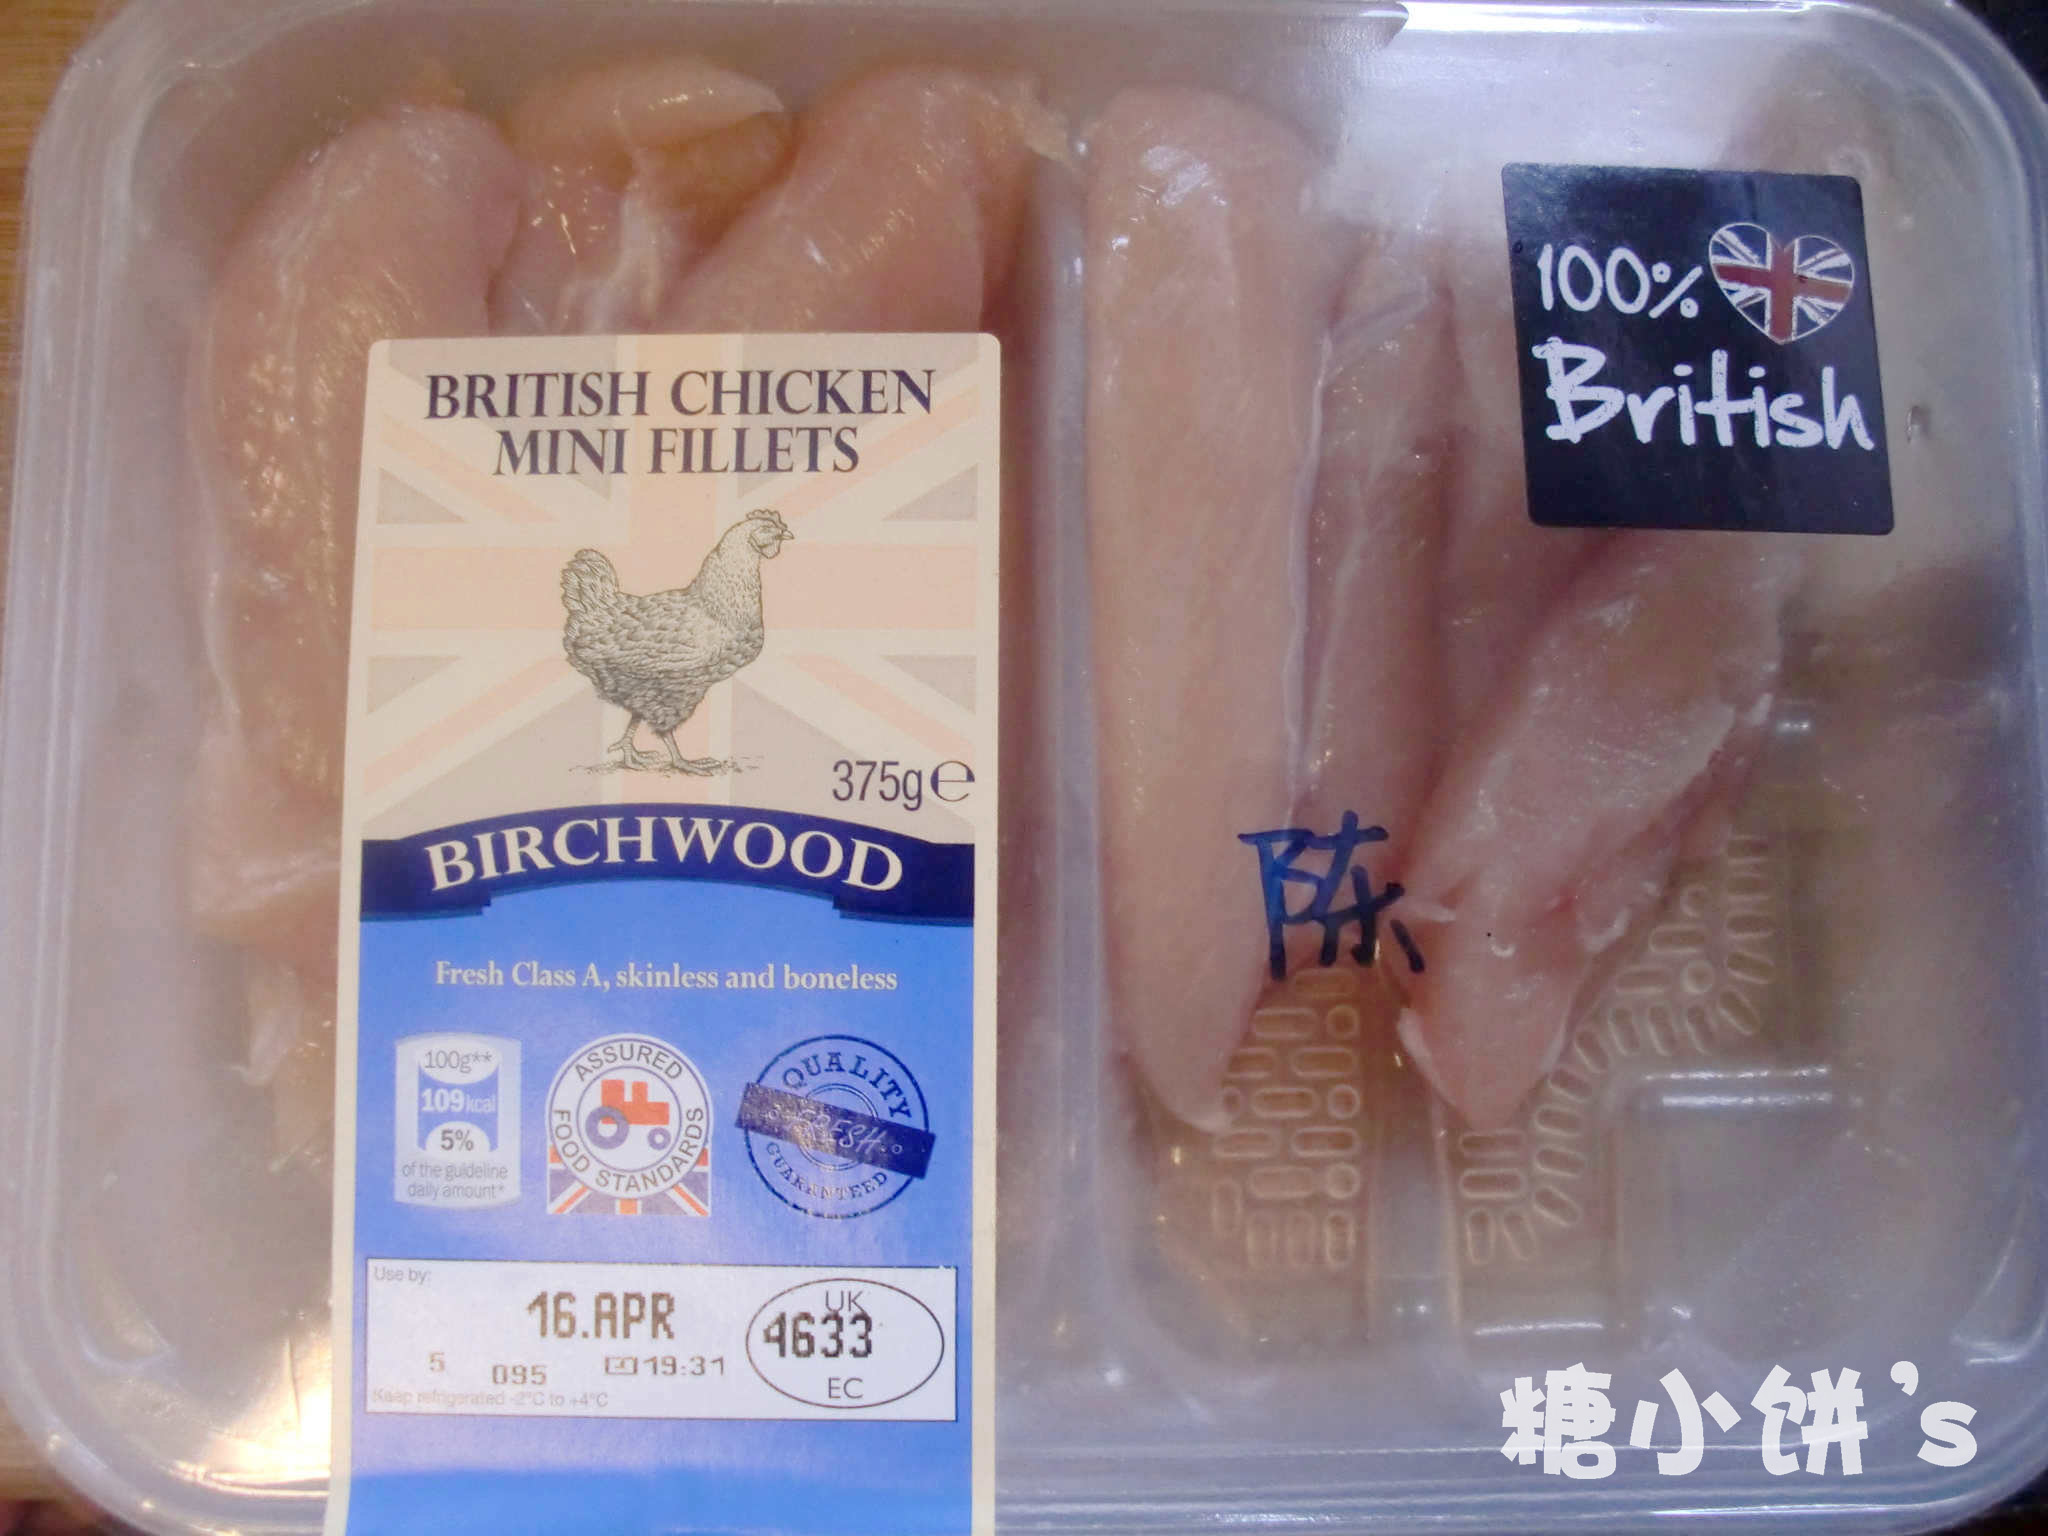 BRITISH CHICKEN
MINI FILLETS
375g℮
BIRCHWOOD
Fresh Class A, skinless and boneless
100g**
109kcal
5%
of the guideline
daily amount*
ASSURED
FOOD STANDARDS
QUALITY
FRESH
GUARANTEED
Use by:
16.APR
5 095 19:31
Keep refrigerated -2°C to +4°C
UK
4633
EC
100%
British
陈
糖小饼's